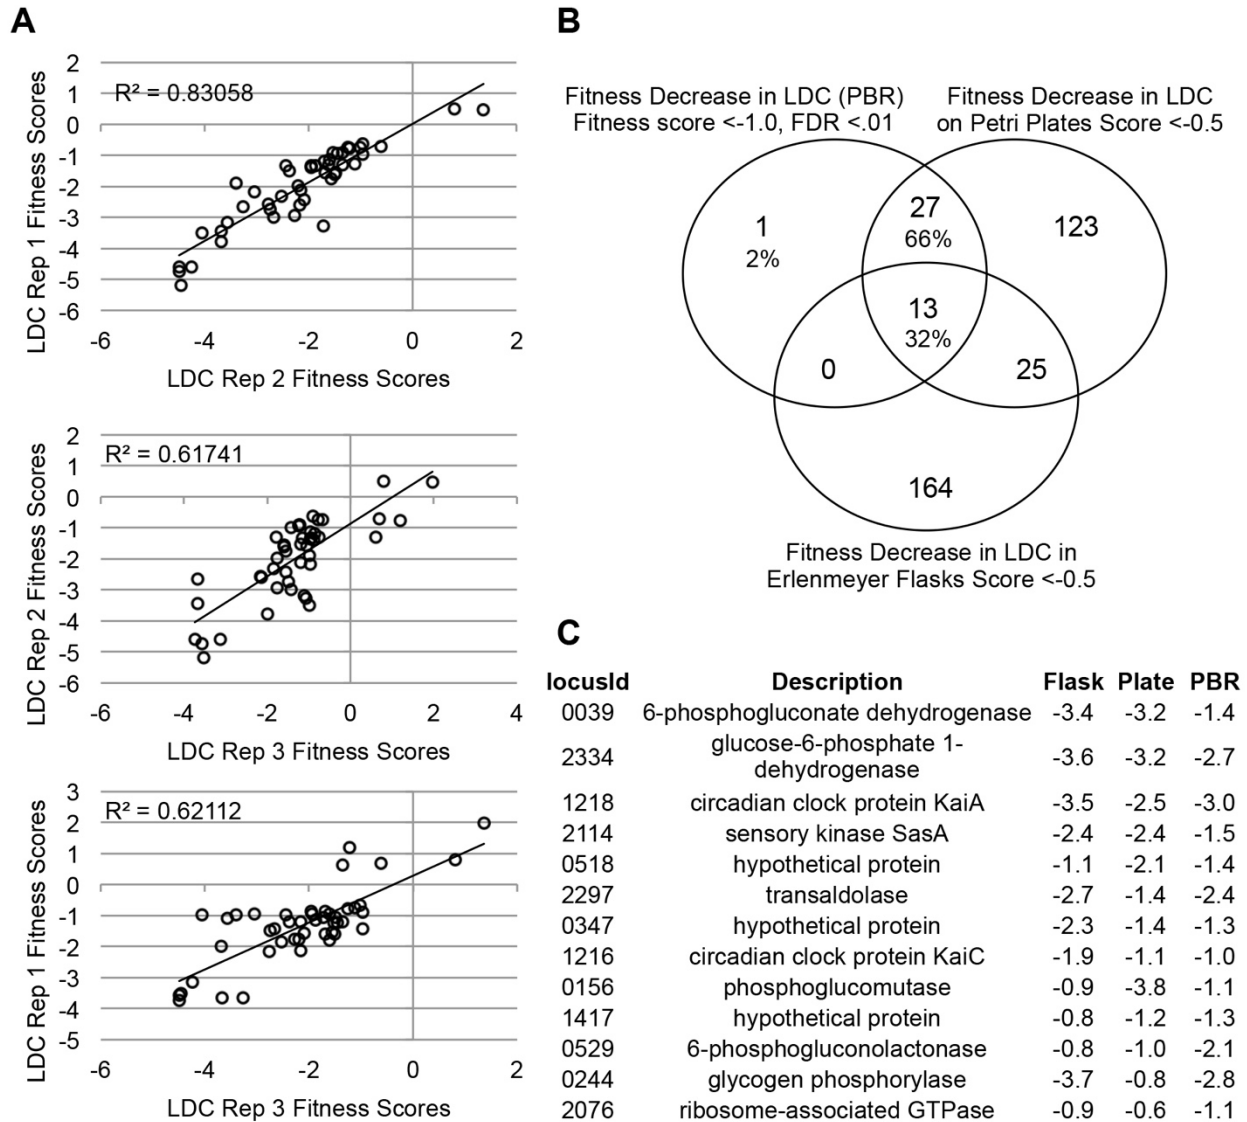 A
2
1
0
-1
-2
-3
-4
-5
-6
R² = 0.83058
LDC Rep 1 Fitness Scores
-6 -4 -2 0 2
LDC Rep 2 Fitness Scores
2
1
0
-1
-2
-3
-4
-5
-6
R² = 0.61741
LDC Rep 2 Fitness Scores
-6 -4 -2 0 2 4
LDC Rep 3 Fitness Scores
3
2
1
0
-1
-2
-3
-4
-5
R² = 0.62112
LDC Rep 1 Fitness Scores
-6 -4 -2 0 2
LDC Rep 3 Fitness Scores
B
Fitness Decrease in LDC (PBR)
Fitness score <-1.0, FDR <.01
Fitness Decrease in LDC
on Petri Plates Score <-0.5
1
2%
27
66%
123
13
32%
0
25
164
Fitness Decrease in LDC in
Erlenmeyer Flasks Score <-0.5
C
locusId Description Flask Plate PBR
0039 6-phosphogluconate dehydrogenase -3.4 -3.2 -1.4
2334 glucose-6-phosphate 1- -3.6 -3.2 -2.7
dehydrogenase
1218 circadian clock protein KaiA -3.5 -2.5 -3.0
2114 sensory kinase SasA -2.4 -2.4 -1.5
0518 hypothetical protein -1.1 -2.1 -1.4
2297 transaldolase -2.7 -1.4 -2.4
0347 hypothetical protein -2.3 -1.4 -1.3
1216 circadian clock protein KaiC -1.9 -1.1 -1.0
0156 phosphoglucomutase -0.9 -3.8 -1.1
1417 hypothetical protein -0.8 -1.2 -1.3
0529 6-phosphogluconolactonase -0.8 -1.0 -2.1
0244 glycogen phosphorylase -3.7 -0.8 -2.8
2076 ribosome-associated GTPase -0.9 -0.6 -1.1